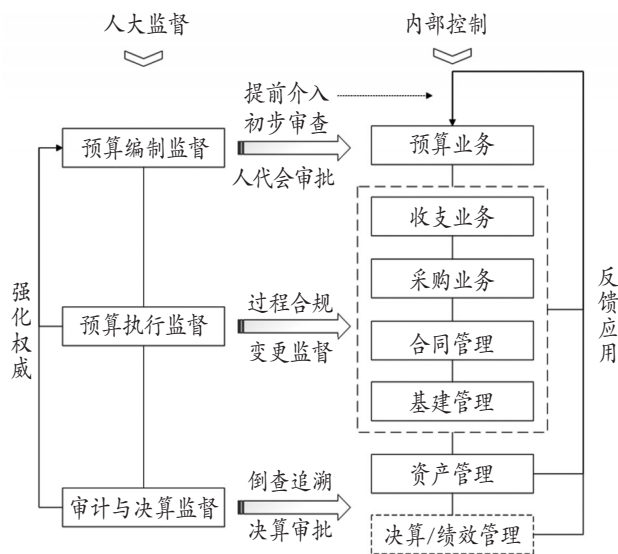 人大监督
内部控制
提前介入
初步审查
预算编制监督
人代会审批
预算业务
收支业务
采购业务
强化权威
预算执行监督
过程合规
变更监督
合同管理
基建管理
反馈应用
审计与决算监督
倒查追溯
决算审批
资产管理
决算/绩效管理